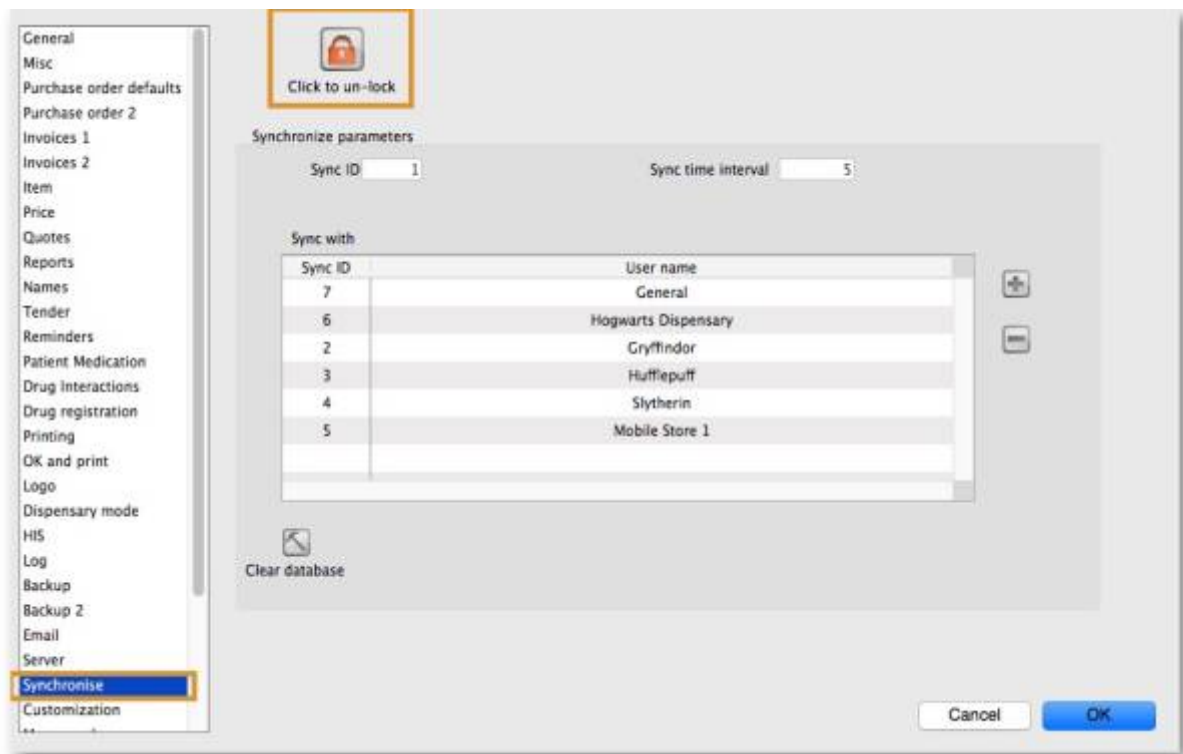 General
Misc
Purchase order defaults
Purchase order 2
Invoices 1
Invoices 2
Item
Price
Quotes
Reports
Names
Tender
Reminders
Patient Medication
Drug Interactions
Drug registration
Printing
OK and print
Logo
Dispensary mode
HIS
Log
Backup
Backup 2
Email
Server
Synchronise
Customization
Click to un-lock
Synchronize parameters
Sync ID 1 Sync time interval 5
Sync with
Sync ID User name
7 General
6 Hogwarts Dispensary
2 Gryffindor
3 Hufflepuff
4 Slytherin
5 Mobile Store 1
Clear database
Cancel OK